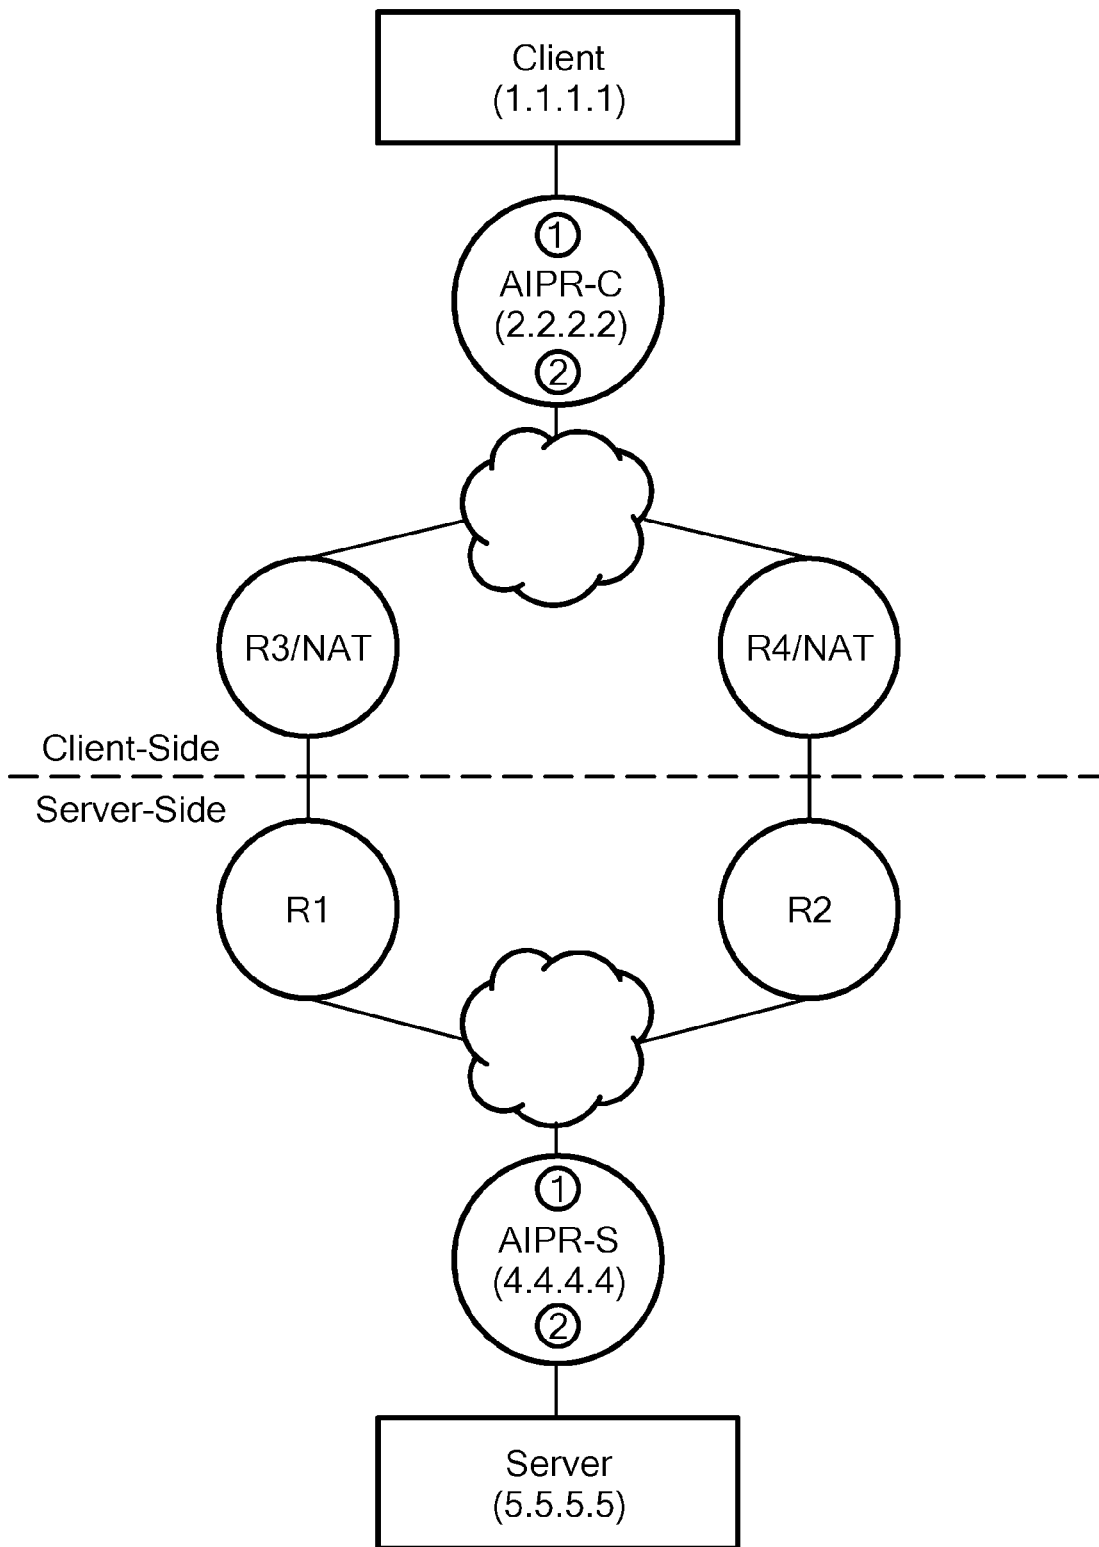 Client
(1.1.1.1)
1
AIPR-C
(2.2.2.2)
2
R3/NAT
R4/NAT
Client-Side
Server-Side
R1
R2
1
AIPR-S
(4.4.4.4)
2
Server
(5.5.5.5)